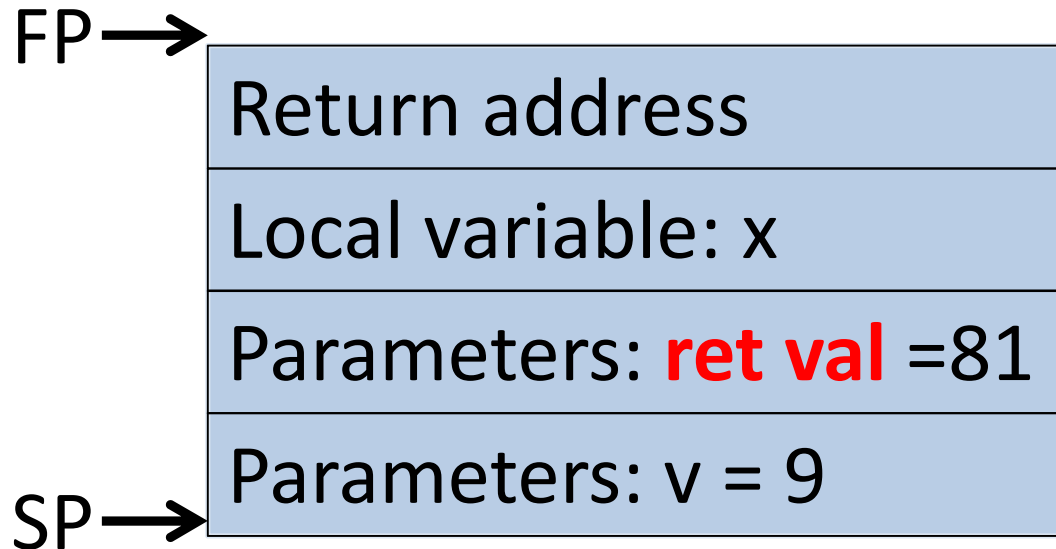 FP
Return address
Local variable: x
Parameters: ret val =81
Parameters: v = 9
SP